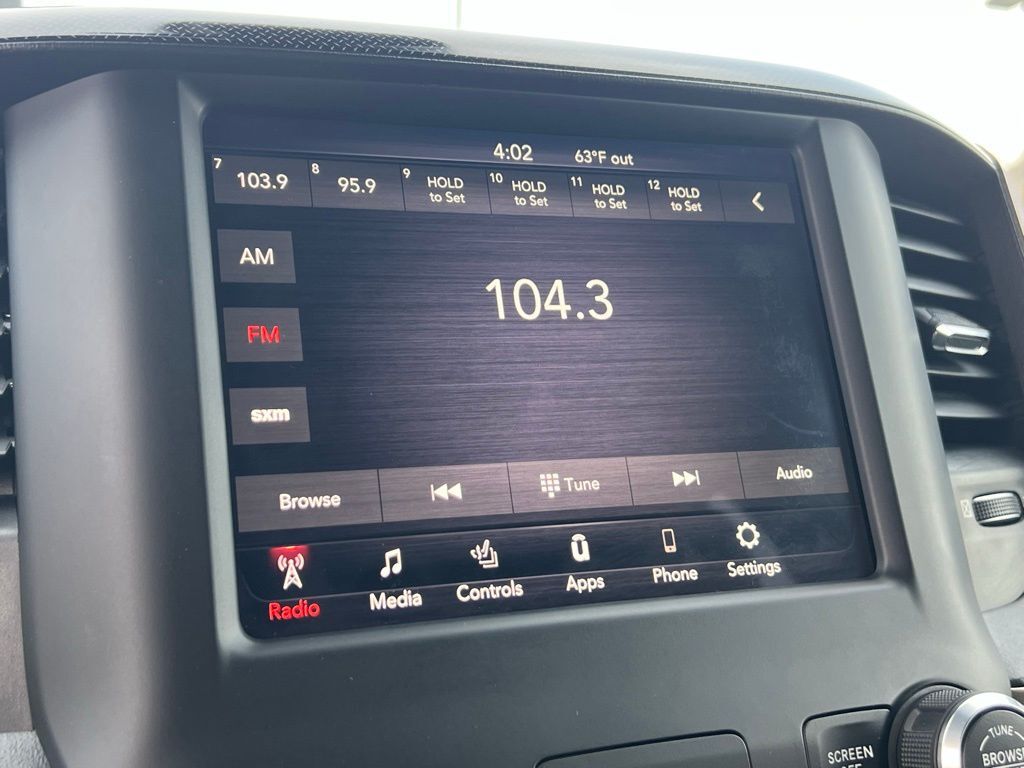 4:02 63°F out
7 103.9 8 95.9 9 HOLD to Set 10 HOLD to Set 11 HOLD to Set 12 HOLD to Set
AM
104.3
FM
sxm
Browse Tune Audio
Radio Media Controls Apps Phone Settings
SCREEN
OFF
TUNE
BROWSE